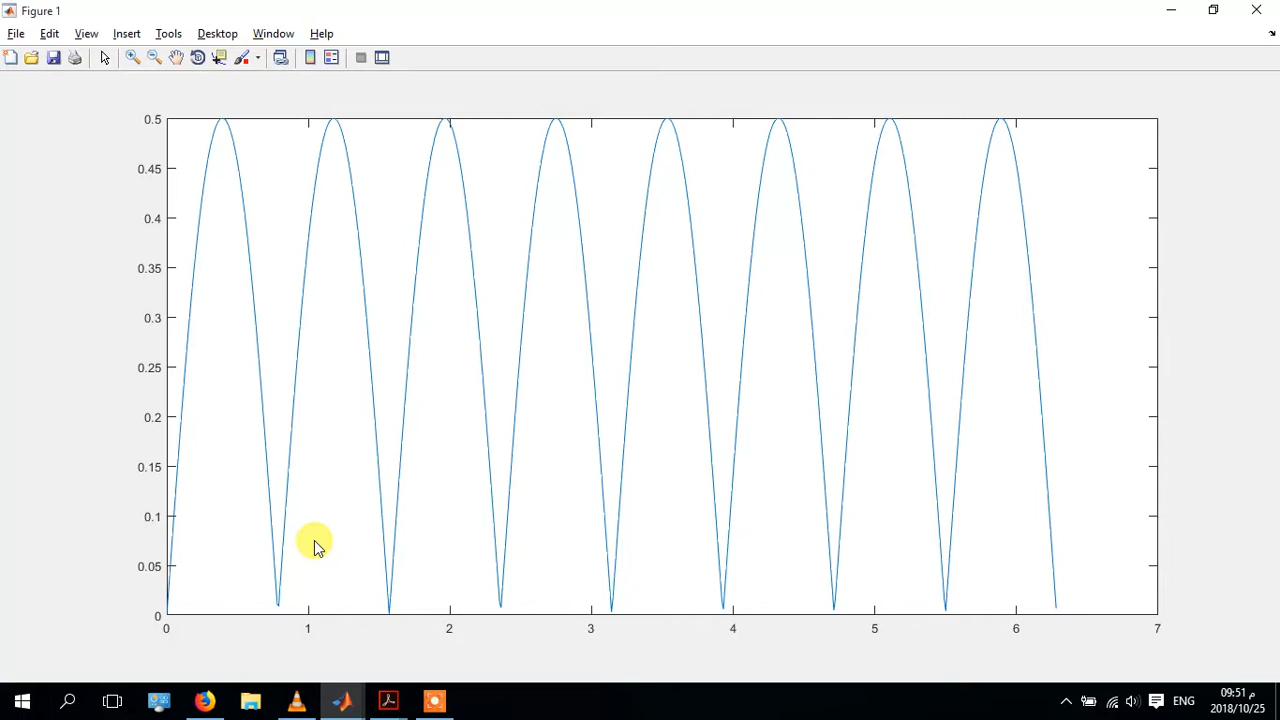 Figure 1
File Edit View Insert Tools Desktop Window Help
0.5
0.45
0.4
0.35
0.3
0.25
0.2
0.15
0.1
0.05
0
0 1 2 3 4 5 6 7
ENG
09:51 م
2018/10/25